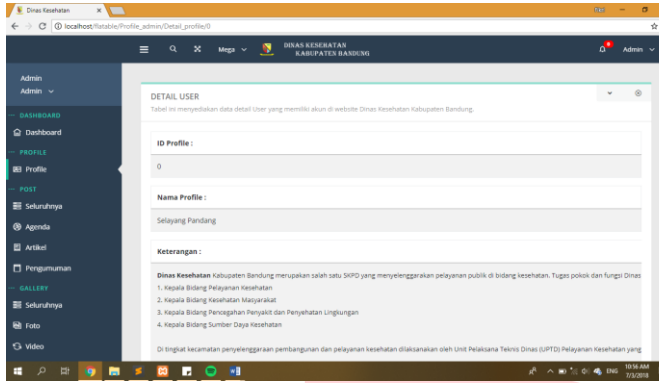 Dinas Kesehatan
localhost/flatable/Profile_admin/Detail_profile/0
Mega
DINAS KESEHATAN
KABUPATEN BANDUNG
Admin
Admin
Admin
DASHBOARD
Dashboard
PROFILE
Profile
POST
Seluruhnya
Agenda
Artikel
Pengumuman
GALLERY
Seluruhnya
Foto
Video
DETAIL USER
Tabel ini menyediakan data detail User yang memiliki akun di website Dinas Kesehatan Kabupaten Bandung.
ID Profile :
0
Nama Profile :
Selayang Pandang
Keterangan :
Dinas Kesehatan Kabupaten Bandung merupakan salah satu SKPD yang menyelenggarakan pelayanan publik di bidang kesehatan. Tugas pokok dan fungsi Dinas
1. Kepala Bidang Pelayanan Kesehatan
2. Kepala Bidang Kesehatan Masyarakat
3. Kepala Bidang Pencegahan Penyakit dan Penyehatan Lingkungan
4. Kepala Bidang Sumber Daya Kesehatan
Di tingkat kecamatan penyelenggaraan pembangunan dan pelayanan kesehatan dilaksanakan oleh Unit Pelaksana Teknis Dinas (UPTD) Pelayanan Kesehatan yang
ENG
10:56 AM
7/3/2018